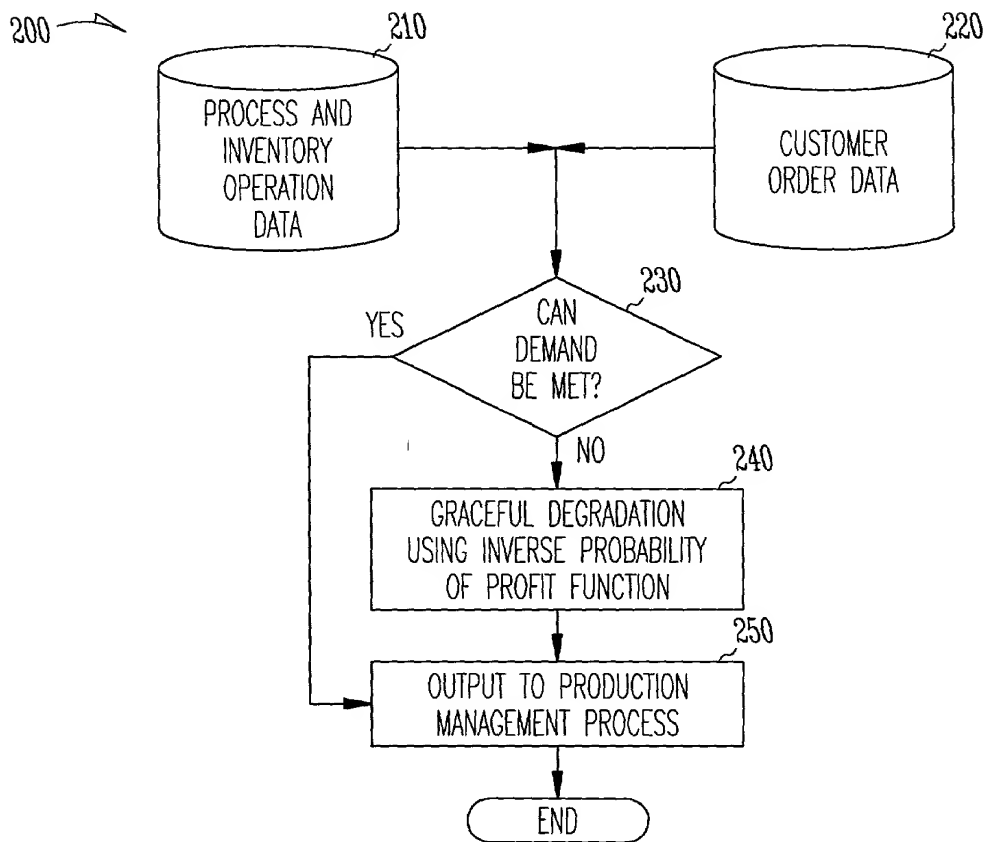 200
210
220
PROCESS AND
INVENTORY
OPERATION
DATA
CUSTOMER
ORDER DATA
230
CAN
DEMAND
BE MET?
YES
NO
240
GRACEFUL DEGRADATION
USING INVERSE PROBABILITY
OF PROFIT FUNCTION
250
OUTPUT TO PRODUCTION
MANAGEMENT PROCESS
END